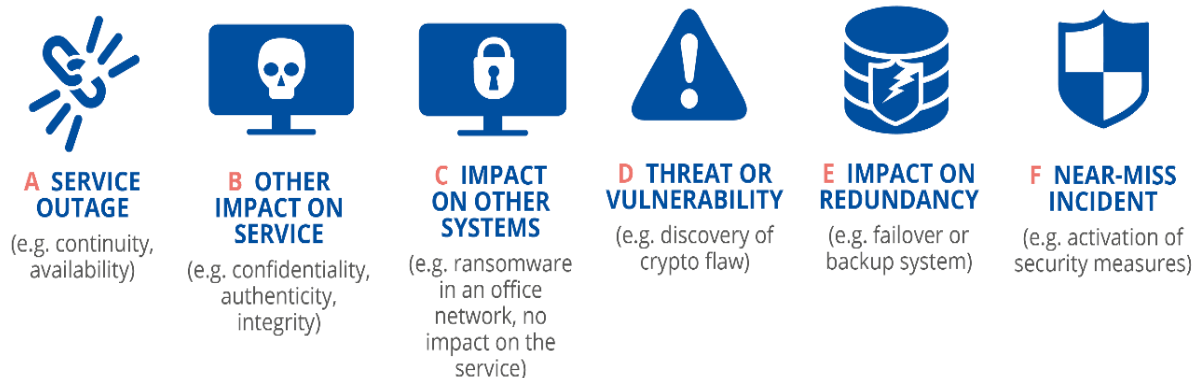 A SERVICE
OUTAGE
(e.g. continuity,
availability)
B OTHER
IMPACT ON
SERVICE
(e.g. confidentiality,
authenticity,
integrity)
C IMPACT
ON OTHER
SYSTEMS
(e.g. ransomware
in an office
network, no
impact on the
service)
D THREAT OR
VULNERABILITY
(e.g. discovery of
crypto flaw)
E IMPACT ON
REDUNDANCY
(e.g. failover or
backup system)
F NEAR-MISS
INCIDENT
(e.g. activation of
security measures)